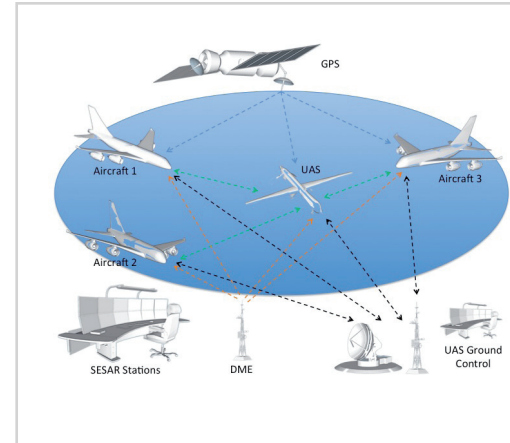 GPS
Aircraft 1
UAS
Aircraft 3
Aircraft 2
SESAR Stations
DME
UAS Ground
Control